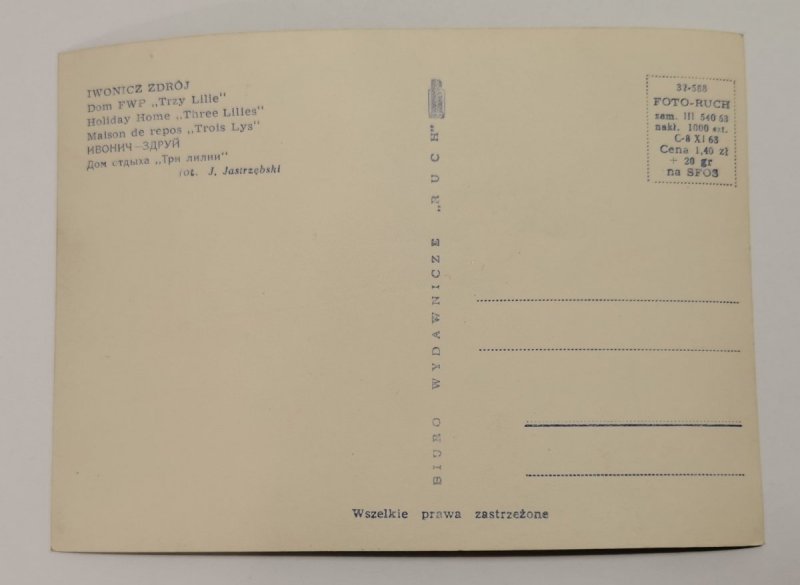 IWONICZ ZDRÓJ
Dom FWP „Trzy Lilie"
Holiday Home „Three Lilies"
Maison de repos „Trois Lys"
ИВОНИЧ-ЗДРУЙ
Дом отдыха „Три лилии"
fot. J. Jastrzębski
BIURO WYDAWNICZE „RUCH"
37-588
FOTO-RUCH
zam. III 540 63
nakł. 1000 egz.
C-8 XI 63
Cena 1,40 zł
+ 20 gr
na SFOS
Wszelkie prawa zastrzeżone